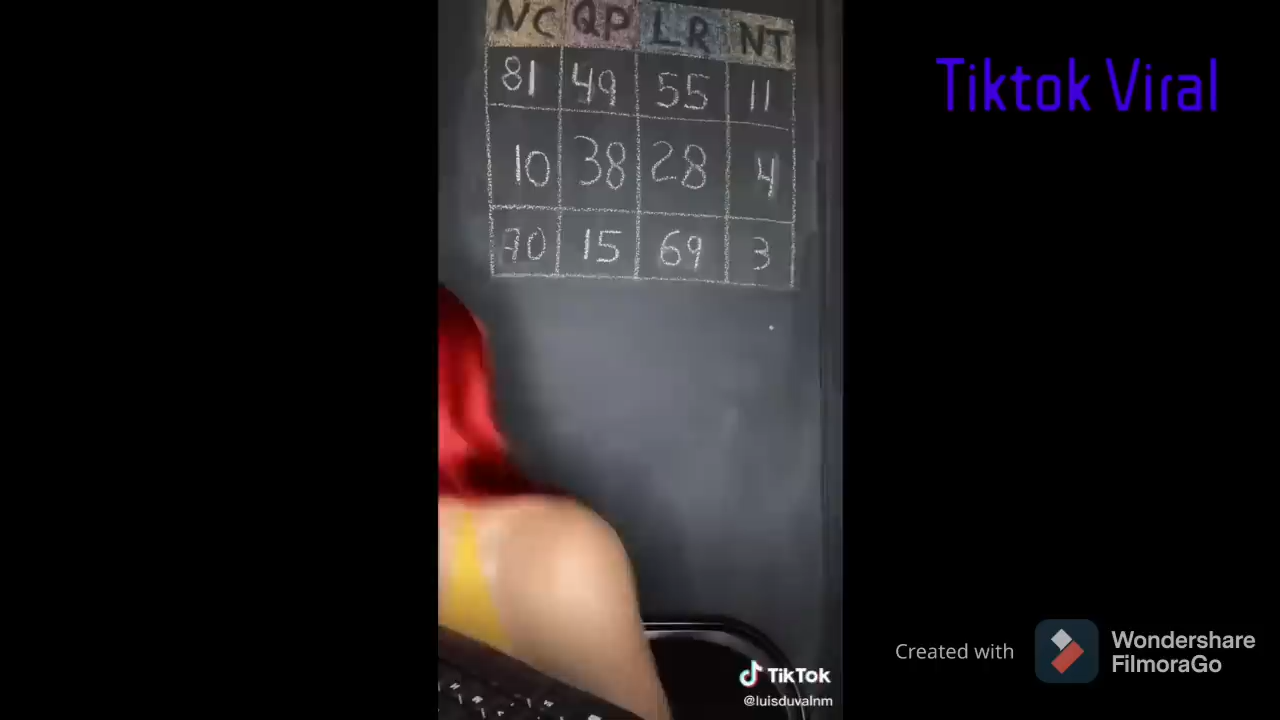 NC QP LR NT
81 49 55 11
10 38 28 4
70 15 69 3
Tiktok Viral
TikTok
@luisduvalnm
Created with
Wondershare
FilmoraGo